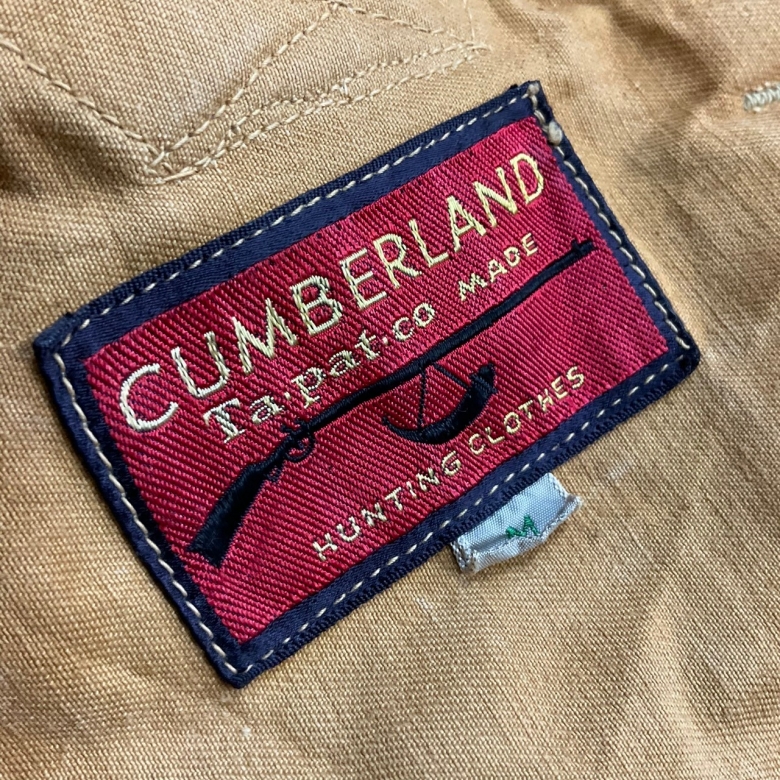 CUMBERLAND
Ta·pat·co MADE
HUNTING CLOTHES
M